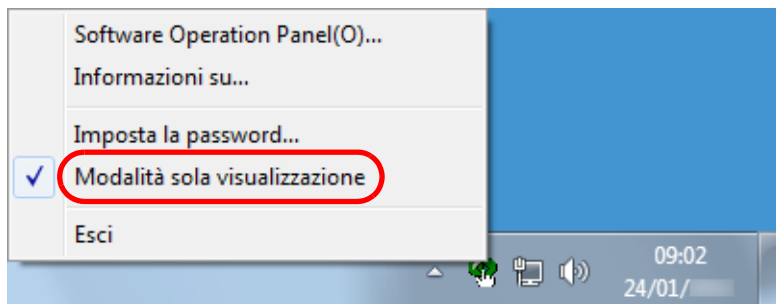 Software Operation Panel(O)...
Informazioni su...
Imposta la password...
Modalità sola visualizzazione
Esci
09:02
24/01/